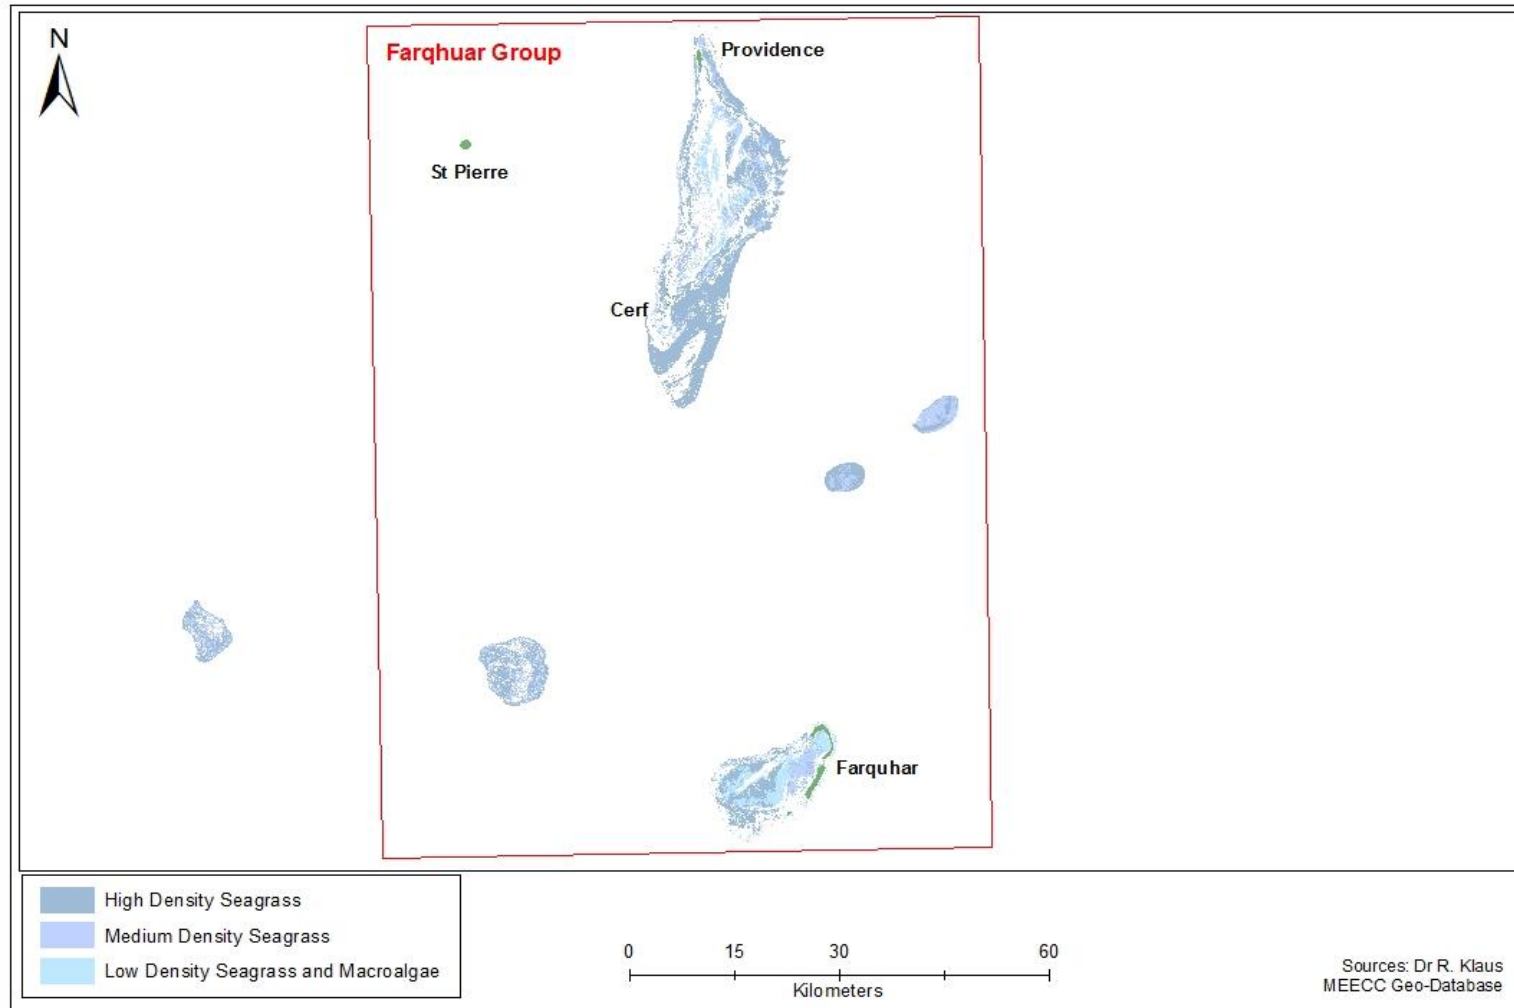 N
Farqhuar Group
Providence
St Pierre
Cerf
Farquhar
High Density Seagrass
Medium Density Seagrass
Low Density Seagrass and Macroalgae
0 15 30 60
Kilometers
Sources: Dr R. Klaus
MEECC Geo-Database